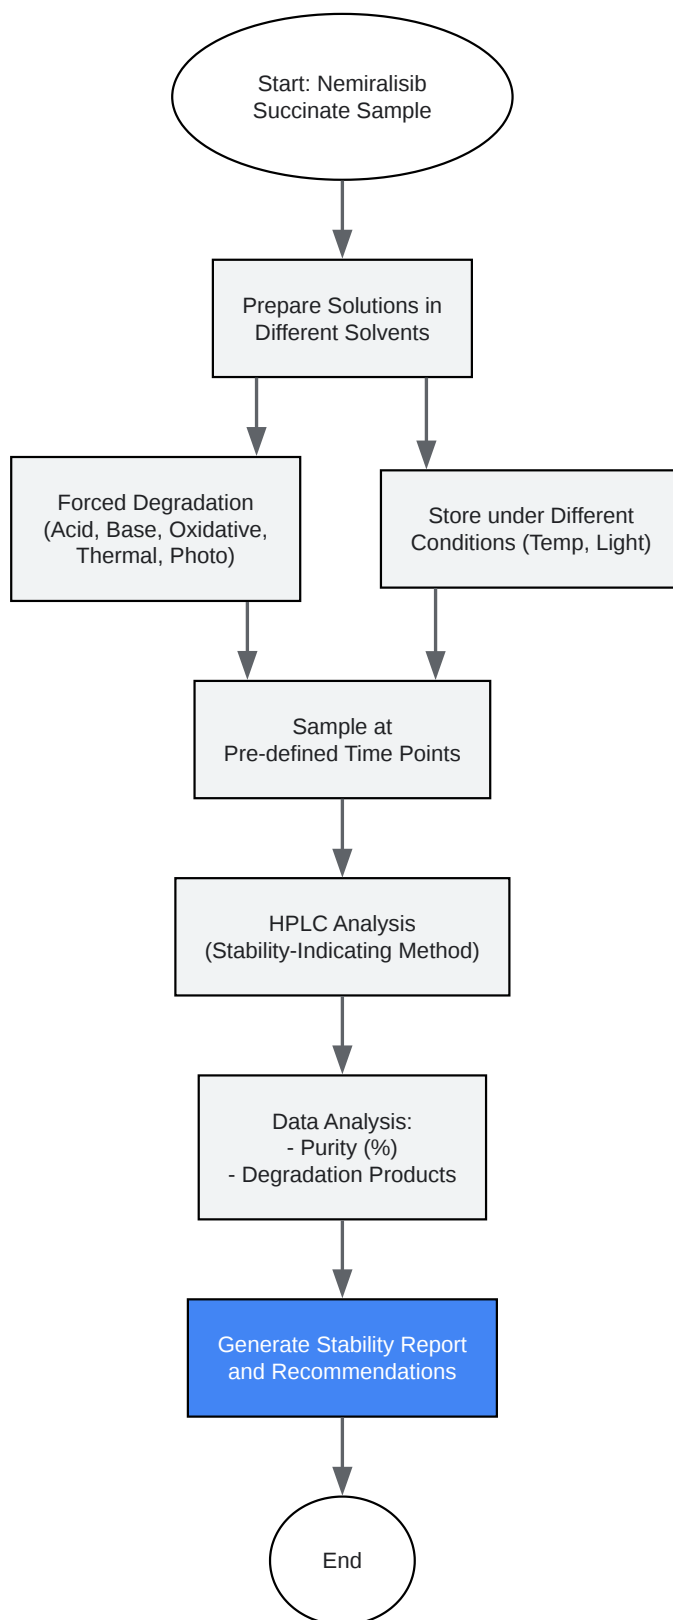 Start: Nemiralisib
Succinate Sample
Prepare Solutions in
Different Solvents
Forced Degradation
(Acid, Base, Oxidative,
Thermal, Photo)
Store under Different
Conditions (Temp, Light)
Sample at
Pre-defined Time Points
HPLC Analysis
(Stability-Indicating Method)
Data Analysis:
- Purity (%)
- Degradation Products
Generate Stability Report
and Recommendations
End